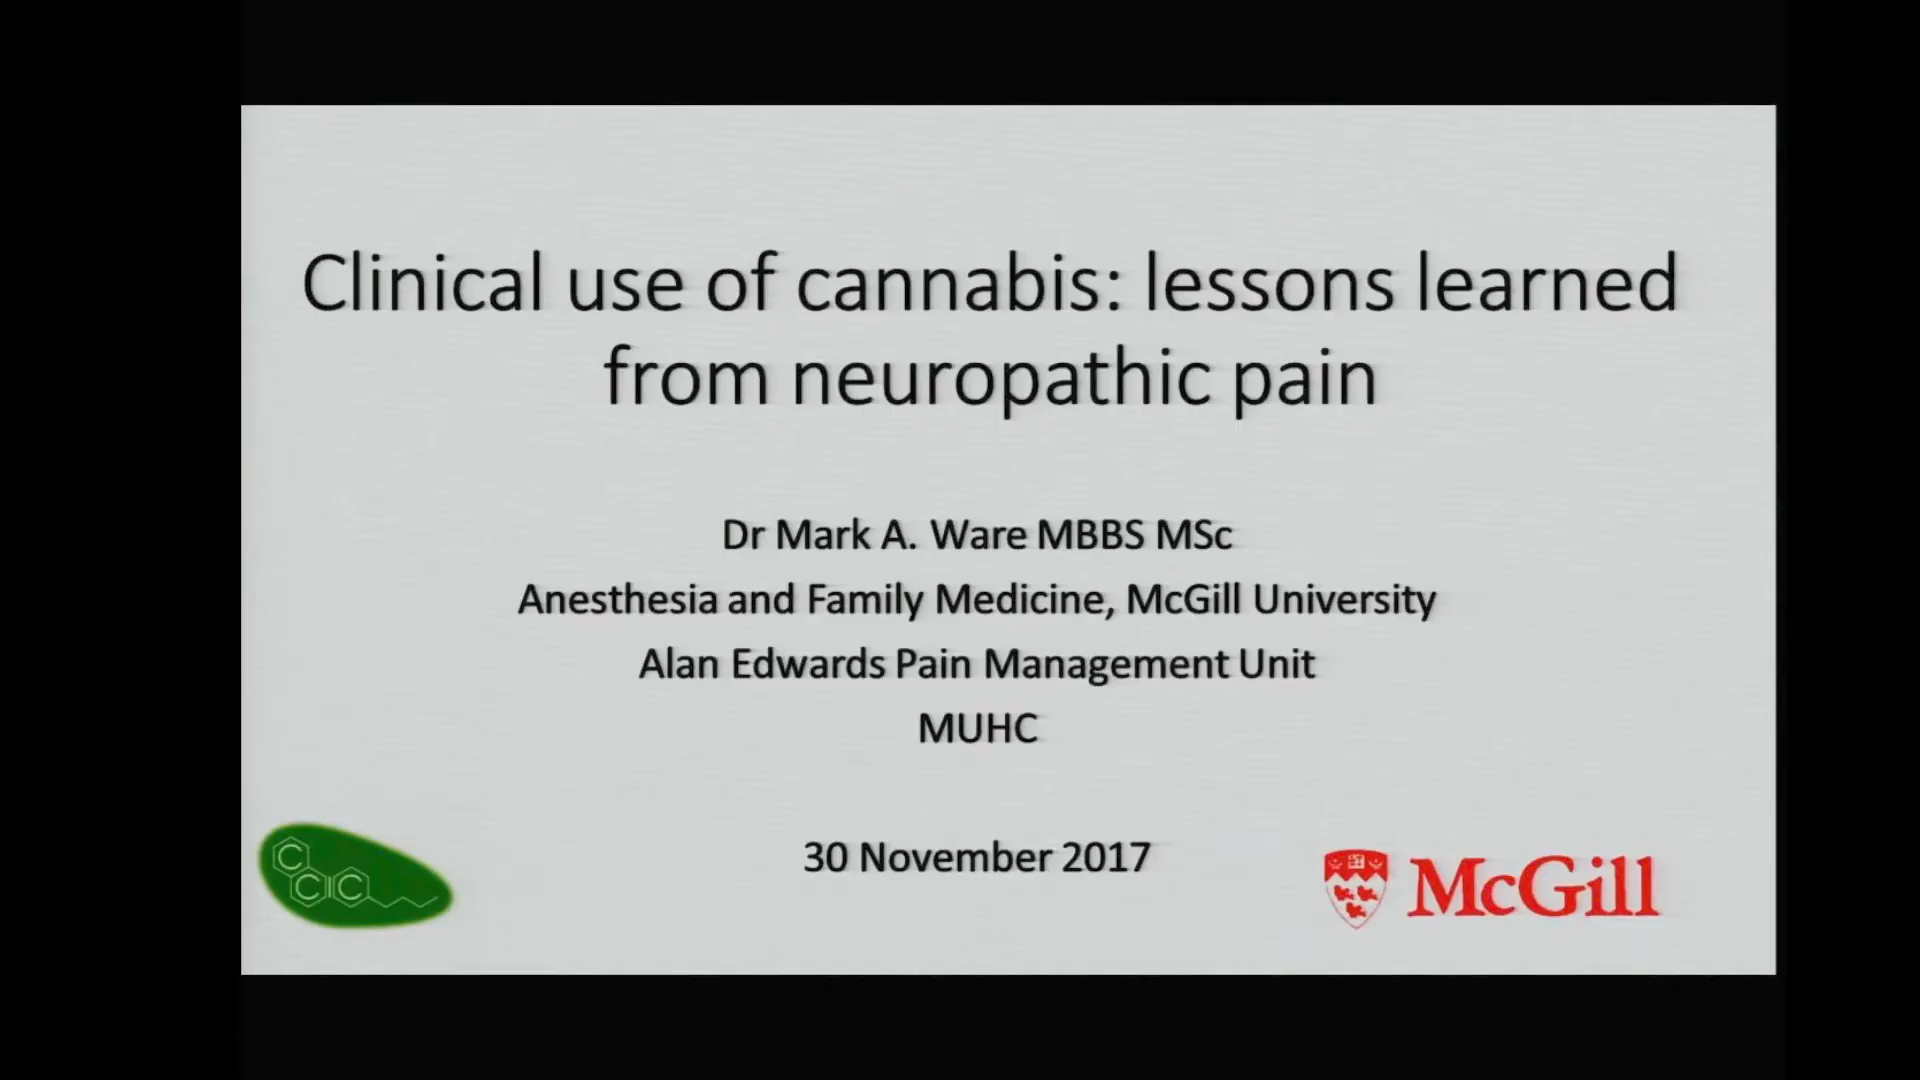 Clinical use of cannabis: lessons learned
from neuropathic pain
Dr Mark A. Ware MBBS MSc
Anesthesia and Family Medicine, McGill University
Alan Edwards Pain Management Unit
MUHC
30 November 2017
C
CIC
McGill